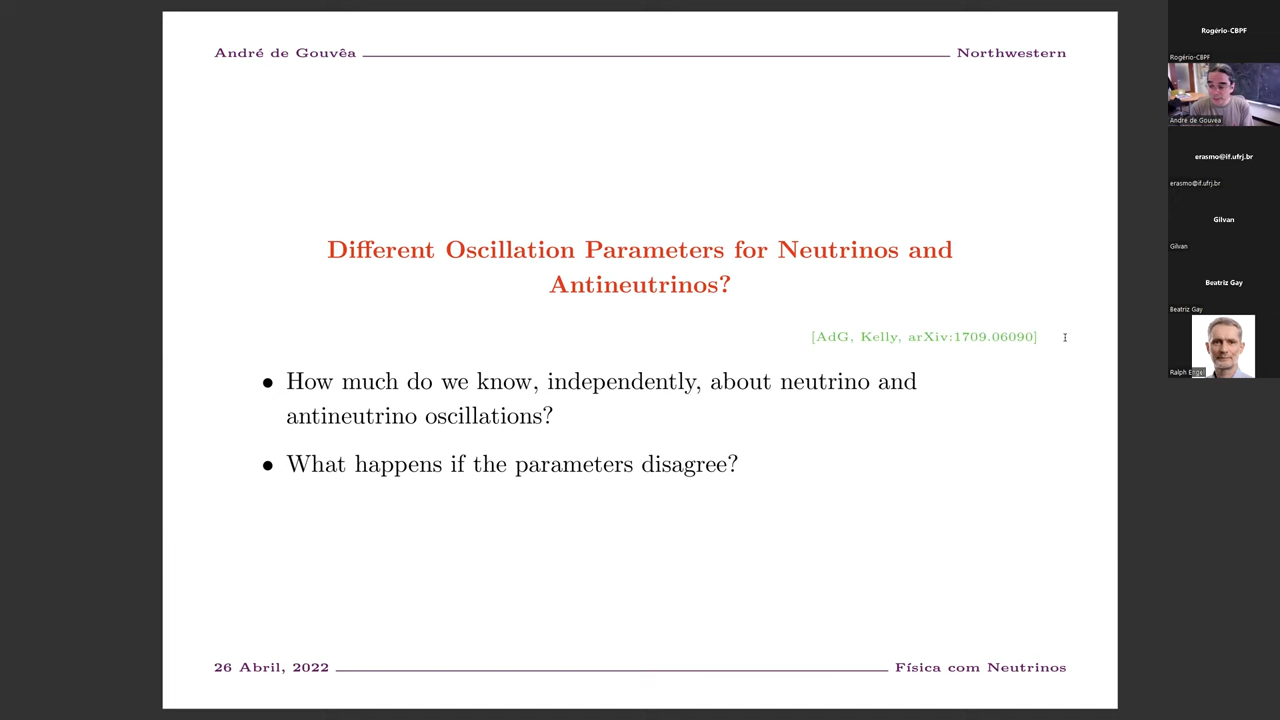 André de Gouvêa
Northwestern
Different Oscillation Parameters for Neutrinos and
Antineutrinos?
[AdG, Kelly, arXiv:1709.06090]
• How much do we know, independently, about neutrino and
antineutrino oscillations?
• What happens if the parameters disagree?
26 Abril, 2022
Física com Neutrinos
Rogério-CBPF
Rogério-CBPF
André de Gouvea
erasmo@if.ufrj.br
erasmo@if.ufrj.br
Gilvan
Gilvan
Beatriz Gay
Beatriz Gay
Ralph Engel